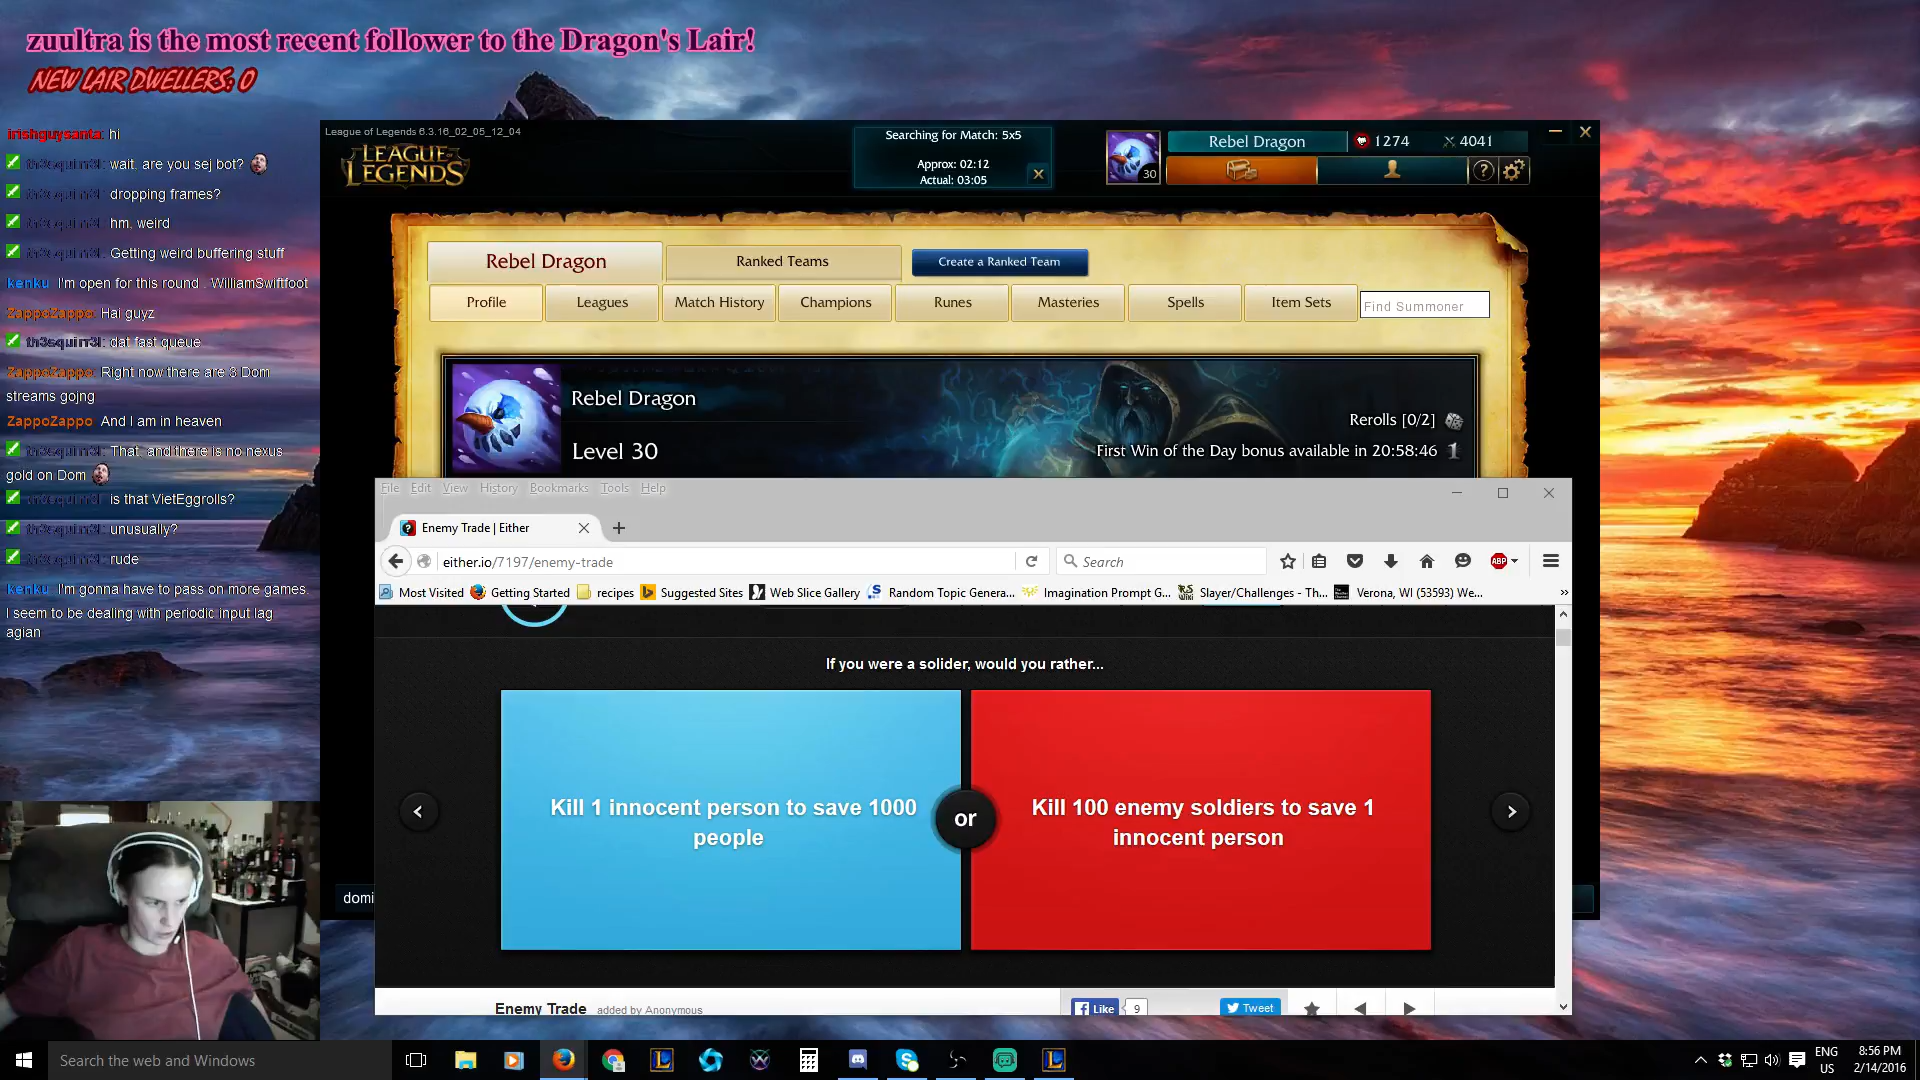 zuultra is the most recent follower to the Dragon's Lair!
NEW LAIR DWELLERS: 0
irishguysanta: hi
th3squirr3l: wait. are you sej bot?
th3squirr3l: dropping frames?
th3squirr3l: hm, weird
th3squirr3l: Getting weird buffering stuff
kenku I'm open for this round . WilliamSwiftfoot
ZappoZappo: Hai guyz
th3squirr3l: dat fast queue
ZappoZappo: Right now there are 3 Dom
streams gojng
ZappoZappo: And I am in heaven
th3squirr3l: That. and there is no nexus
gold on Dom
th3squirr3l: is that VietEggrolls?
th3squirr3l: unusually?
th3squirr3l: rude
kenku I'm gonna have to pass on more games.
I seem to be dealing with periodic input lag
agian
League of Legends 6.3.16_02_05_12_04
LEAGUE OF LEGENDS
Searching for Match: 5x5
Approx: 02:12
Actual: 03:05
30
Rebel Dragon
1274
4041
?
Rebel Dragon
Ranked Teams
Create a Ranked Team
Profile
Leagues
Match History
Champions
Runes
Masteries
Spells
Item Sets
Find Summoner
Rebel Dragon
Level 30
Rerolls [0/2]
First Win of the Day bonus available in 20:58:46
1
domi
File Edit View History Bookmarks Tools Help
Enemy Trade | Either
either.io/7197/enemy-trade
Search
ABP
Most Visited
Getting Started
recipes
Suggested Sites
Web Slice Gallery
Random Topic Genera...
Imagination Prompt G...
Slayer/Challenges - Th...
Verona, WI (53593) We...
If you were a solider, would you rather...
Kill 1 innocent person to save 1000
people
or
Kill 100 enemy soldiers to save 1
innocent person
Enemy Trade added by Anonymous
Like
9
Tweet
Search the web and Windows
ENG
US
8:56 PM
2/14/2016